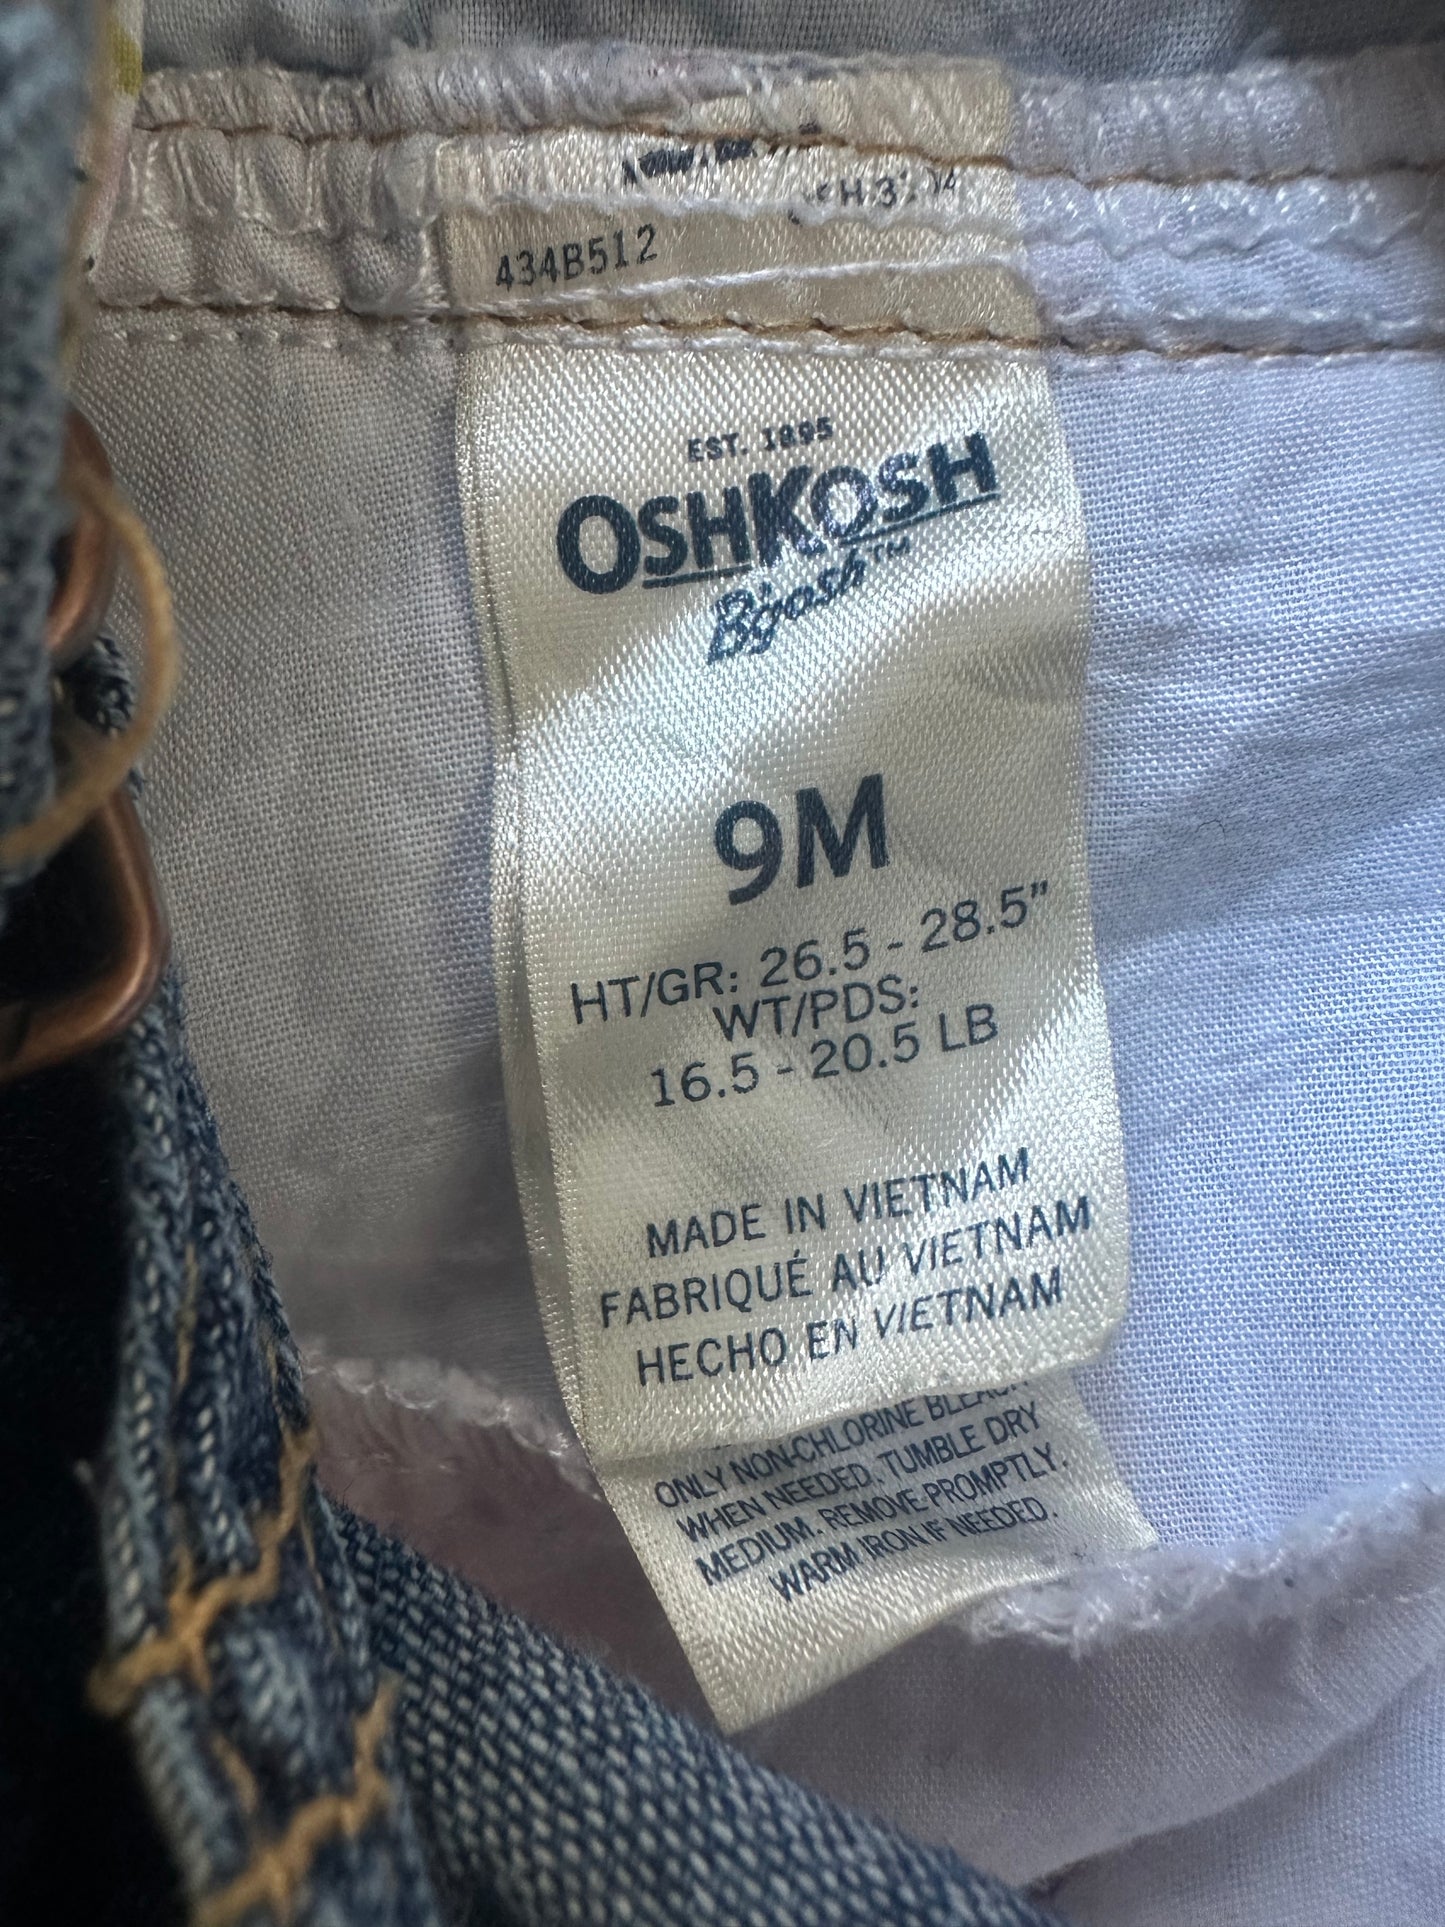 434B512
EST. 1895
OSHKOSH
B'gosh™
9M
HT/GR: 26.5 - 28.5"
WT/PDS:
16.5 - 20.5 LB
MADE IN VIETNAM
FABRIQUÉ AU VIETNAM
HECHO EN VIETNAM
ONLY NON-CHLORINE BLEACH
WHEN NEEDED. TUMBLE DRY
MEDIUM. REMOVE PROMPTLY.
WARM IRON IF NEEDED.